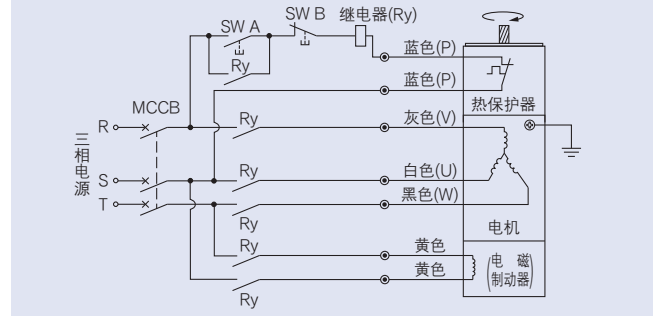 SW B 继电器(Ry)
SW A
蓝色(P)
Ry
蓝色(P)
热保护器
MCCB
R Ry 灰色(V)
三相电源
S Ry 白色(U)
T 黑色(W)
Ry
电机
Ry 黄色
黄色
Ry
(电 磁
制动器)